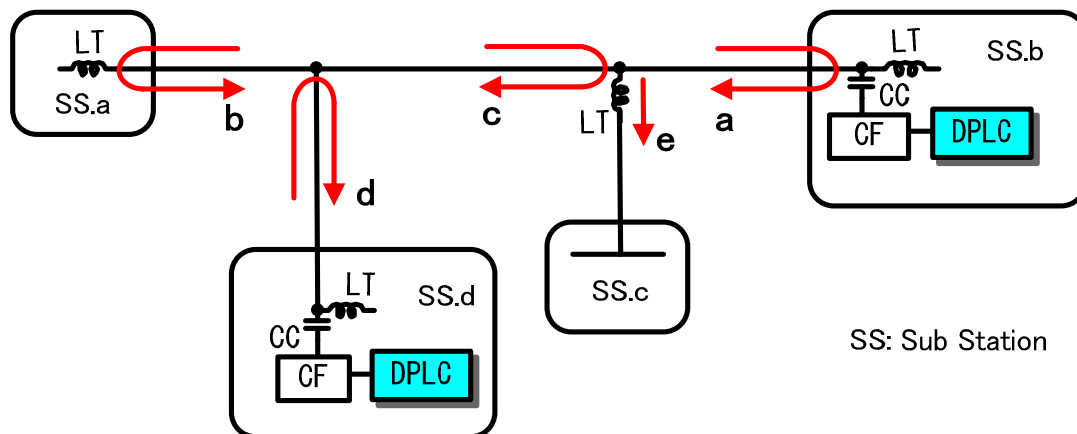 LT
SS.a
b
c
LT
e
a
LT
SS.b
CC
CF
DPLC
d
LT
SS.d
CC
CF
DPLC
SS.c
SS: Sub Station